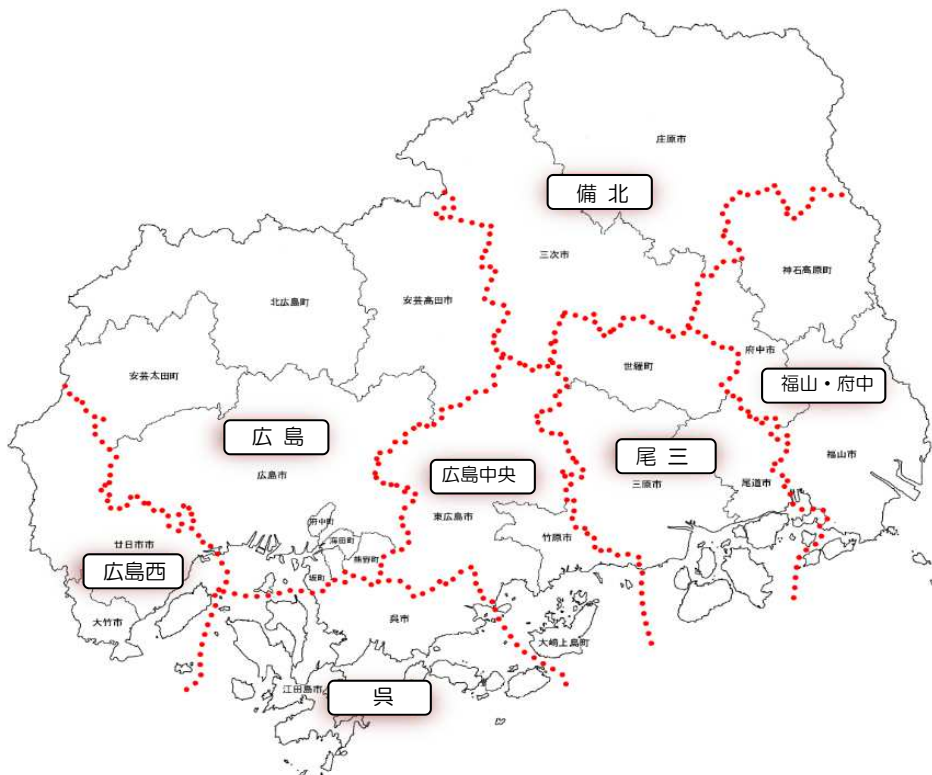 庄原市
備 北
三次市
神石高原町
北広島町
安芸高田市
府中市
世羅町
安芸太田町
福山・府中
広 島
尾 三
福山市
広島中央
広島市
三原市
尾道市
府中町
東広島市
海田町
竹原市
廿日市市
熊野町
広島西
坂町
大竹市
呉市
大崎上島町
江田島市
呉